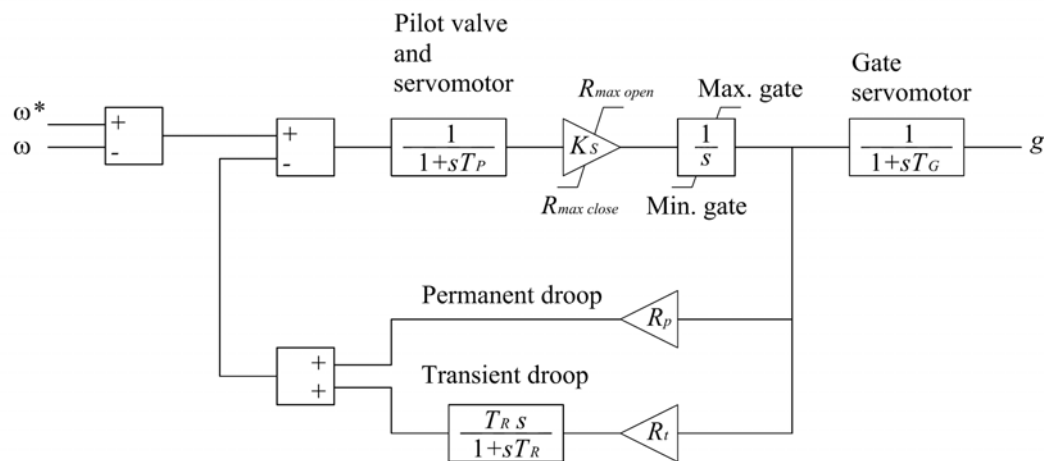 Pilot valve
and
servomotor
Gate
servomotor
R_max open
Max. gate
ω*
ω
+
-
+
-
1
1+sT_P
K_S
1
s
1
1+sT_G
g
R_max close
Min. gate
Permanent droop
R_p
+
+
Transient droop
T_R s
1+sT_R
R_t